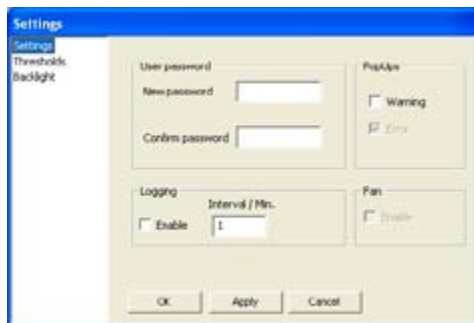 Settings
Settings
Thresholds
Backlight
User password
New password
Confirm password
PopUps
Warning
Error
Logging
Interval / Min.
Enable
1
Fan
Enable
OK
Apply
Cancel